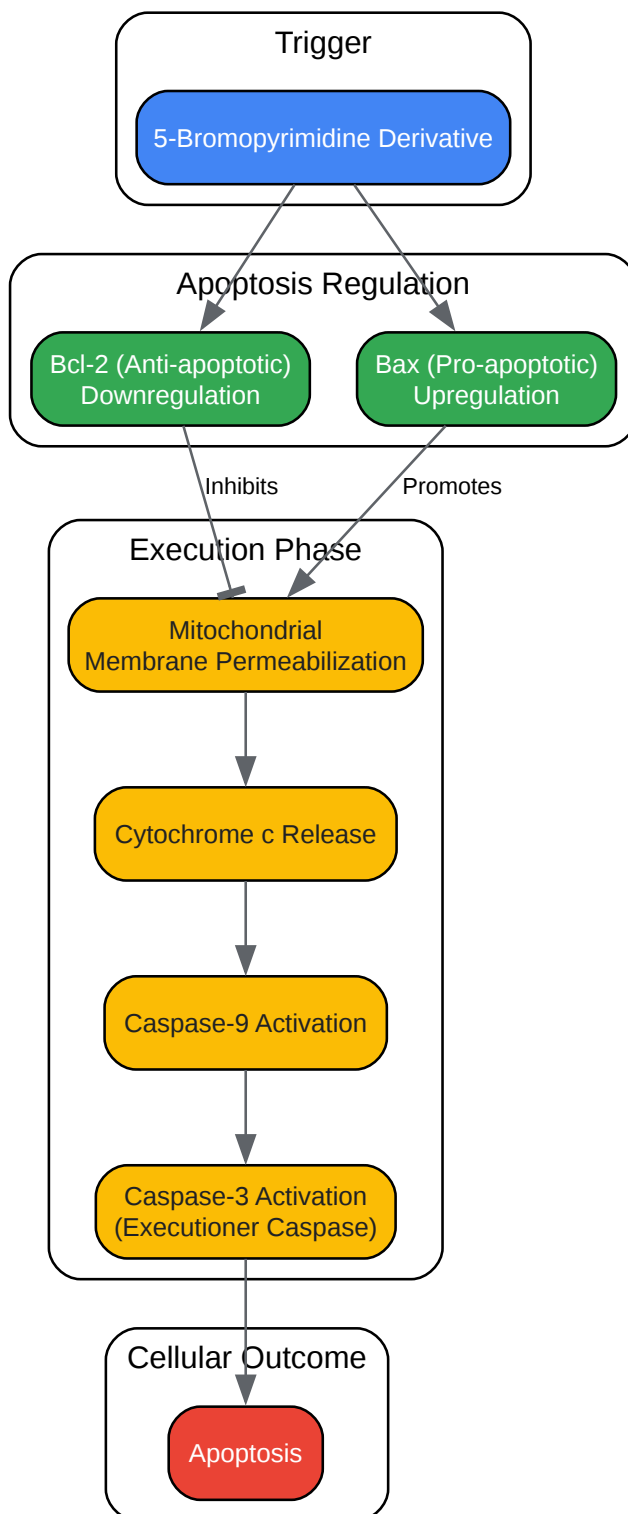 Trigger
5-Bromopyrimidine Derivative
Apoptosis Regulation
Bcl-2 (Anti-apoptotic)
Downregulation
Bax (Pro-apoptotic)
Upregulation
Inhibits
Promotes
Execution Phase
Mitochondrial
Membrane Permeabilization
Cytochrome c Release
Caspase-9 Activation
Caspase-3 Activation
(Executioner Caspase)
Cellular Outcome
Apoptosis